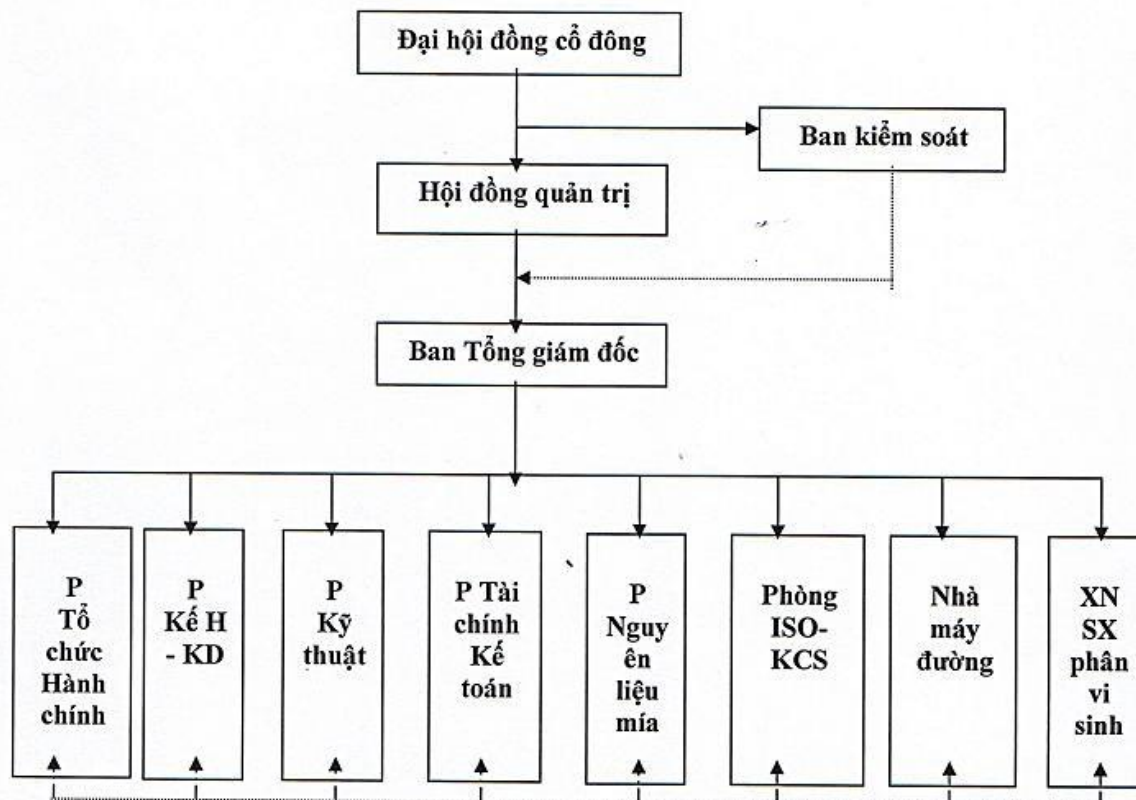 Đại hội đồng cổ đông
Ban kiểm soát
Hội đồng quản trị
Ban Tổng giám đốc
P
Tổ
chức
Hành
chính
P
Kế H
- KD
P
Kỹ
thuật
P Tài
chính
Kế
toán
P
Nguy
ên
liệu
mía
Phòng
ISO-
KCS
Nhà
máy
đường
XN
SX
phân
vi
sinh